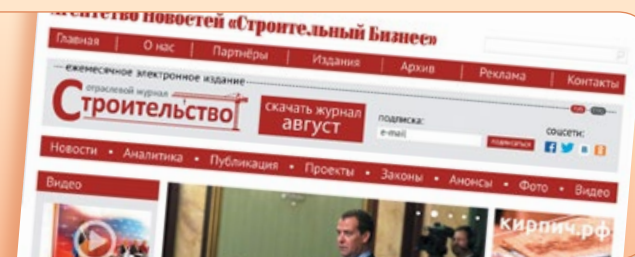 Агентство Новостей «Строительный Бизнес»
Главная | О нас | Партнёры | Издания | Архив | Реклама | Контакты
ежемесячное электронное издание
отраслевой журнал
Строительство
скачать журнал
август
подписка:
e-mail
подписаться
соцсети:
Новости • Аналитика • Публикация • Проекты • Законы • Анонсы • Фото • Видео
Видео
кирпич.рф